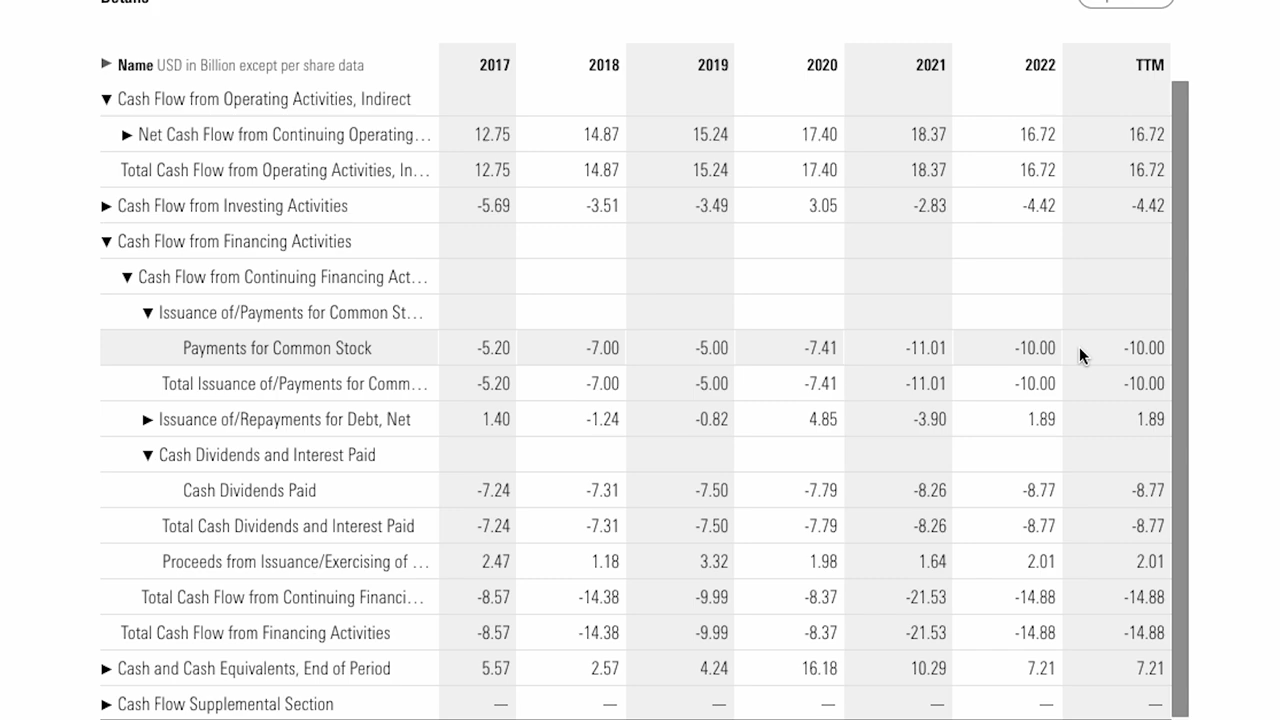 Details
▶ Name USD in Billion except per share data 2017 2018 2019 2020 2021 2022 TTM
▼ Cash Flow from Operating Activities, Indirect
▶ Net Cash Flow from Continuing Operating... 12.75 14.87 15.24 17.40 18.37 16.72 16.72
Total Cash Flow from Operating Activities, In... 12.75 14.87 15.24 17.40 18.37 16.72 16.72
▶ Cash Flow from Investing Activities -5.69 -3.51 -3.49 3.05 -2.83 -4.42 -4.42
▼ Cash Flow from Financing Activities
▼ Cash Flow from Continuing Financing Act...
▼ Issuance of/Payments for Common St...
Payments for Common Stock -5.20 -7.00 -5.00 -7.41 -11.01 -10.00 -10.00
Total Issuance of/Payments for Comm... -5.20 -7.00 -5.00 -7.41 -11.01 -10.00 -10.00
▶ Issuance of/Repayments for Debt, Net 1.40 -1.24 -0.82 4.85 -3.90 1.89 1.89
▼ Cash Dividends and Interest Paid
Cash Dividends Paid -7.24 -7.31 -7.50 -7.79 -8.26 -8.77 -8.77
Total Cash Dividends and Interest Paid -7.24 -7.31 -7.50 -7.79 -8.26 -8.77 -8.77
Proceeds from Issuance/Exercising of ... 2.47 1.18 3.32 1.98 1.64 2.01 2.01
Total Cash Flow from Continuing Financi... -8.57 -14.38 -9.99 -8.37 -21.53 -14.88 -14.88
Total Cash Flow from Financing Activities -8.57 -14.38 -9.99 -8.37 -21.53 -14.88 -14.88
▶ Cash and Cash Equivalents, End of Period 5.57 2.57 4.24 16.18 10.29 7.21 7.21
▶ Cash Flow Supplemental Section — — — — — — —